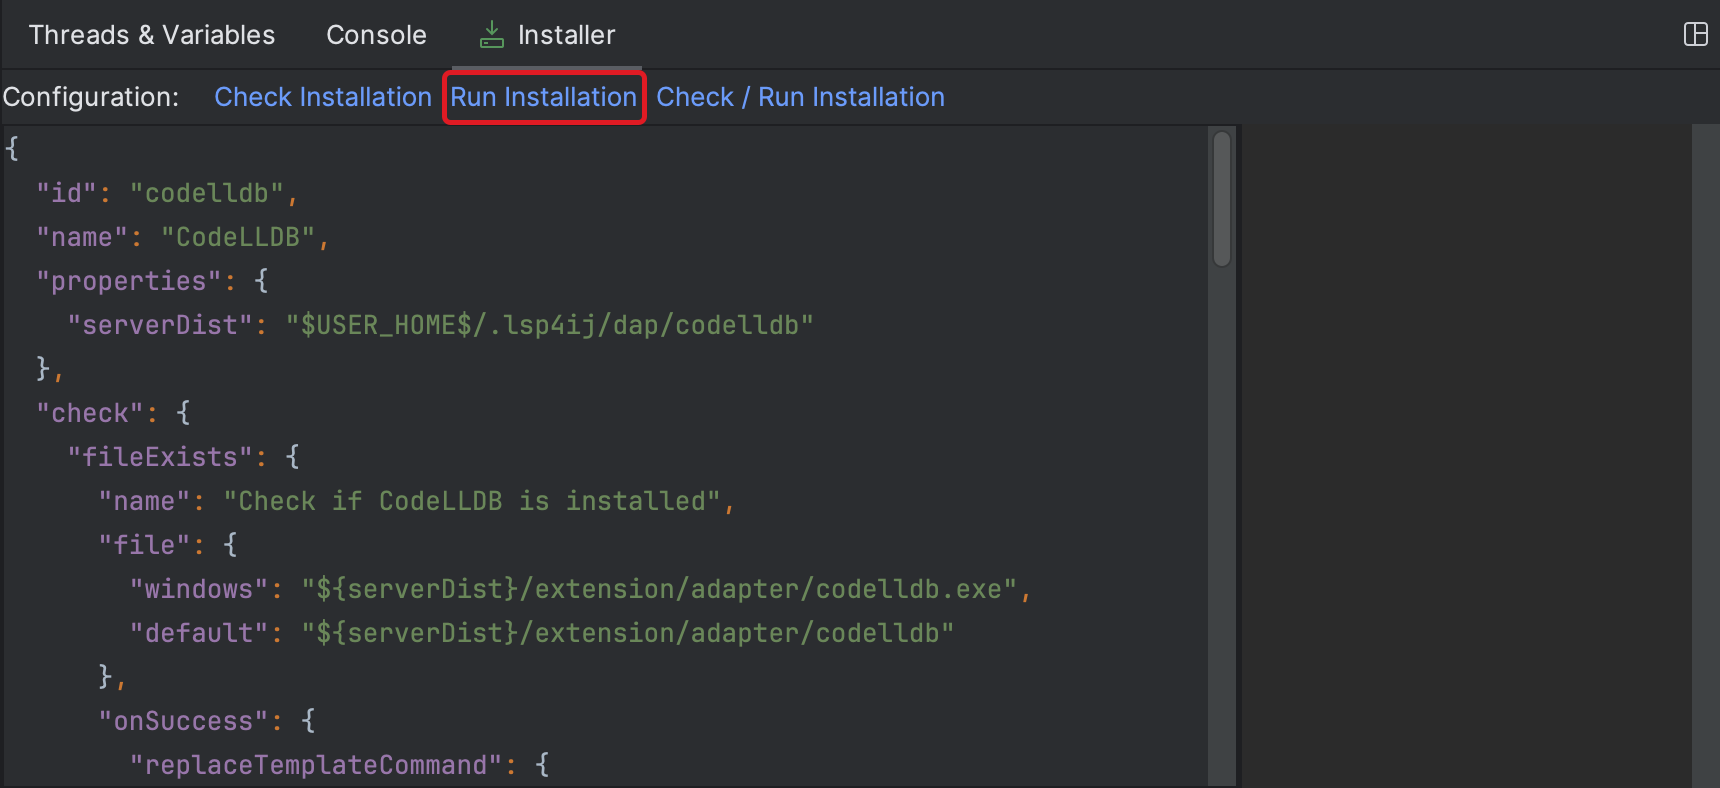 Threads & Variables Console Installer
Configuration: Check Installation Run Installation Check / Run Installation
{
  "id": "codelldb",
  "name": "CodeLLDB",
  "properties": {
    "serverDist": "$USER_HOME$/.lsp4ij/dap/codelldb"
  },
  "check": {
    "fileExists": {
      "name": "Check if CodeLLDB is installed",
      "file": {
        "windows": "${serverDist}/extension/adapter/codelldb.exe",
        "default": "${serverDist}/extension/adapter/codelldb"
      },
      "onSuccess": {
        "replaceTemplateCommand": {